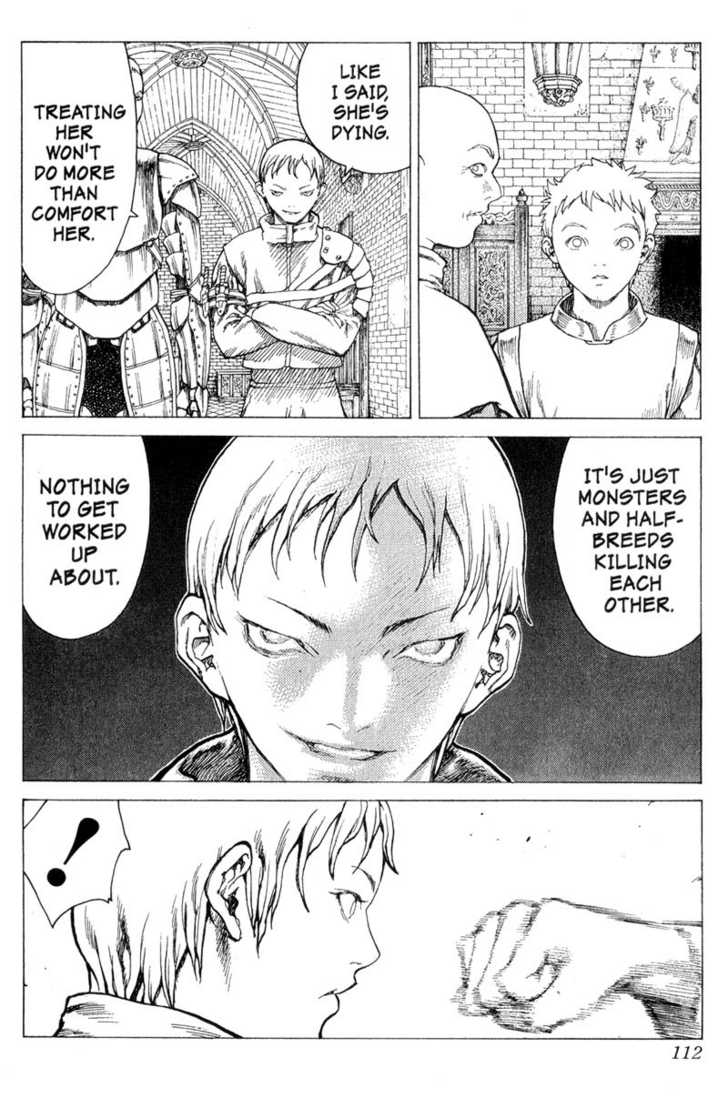 LIKE
I SAID,
SHE'S
DYING.
TREATING
HER
WON'T
DO MORE
THAN
COMFORT
HER.
IT'S JUST
MONSTERS
AND HALF-
BREEDS
KILLING
EACH
OTHER.
NOTHING
TO GET
WORKED
UP
ABOUT.
!
112